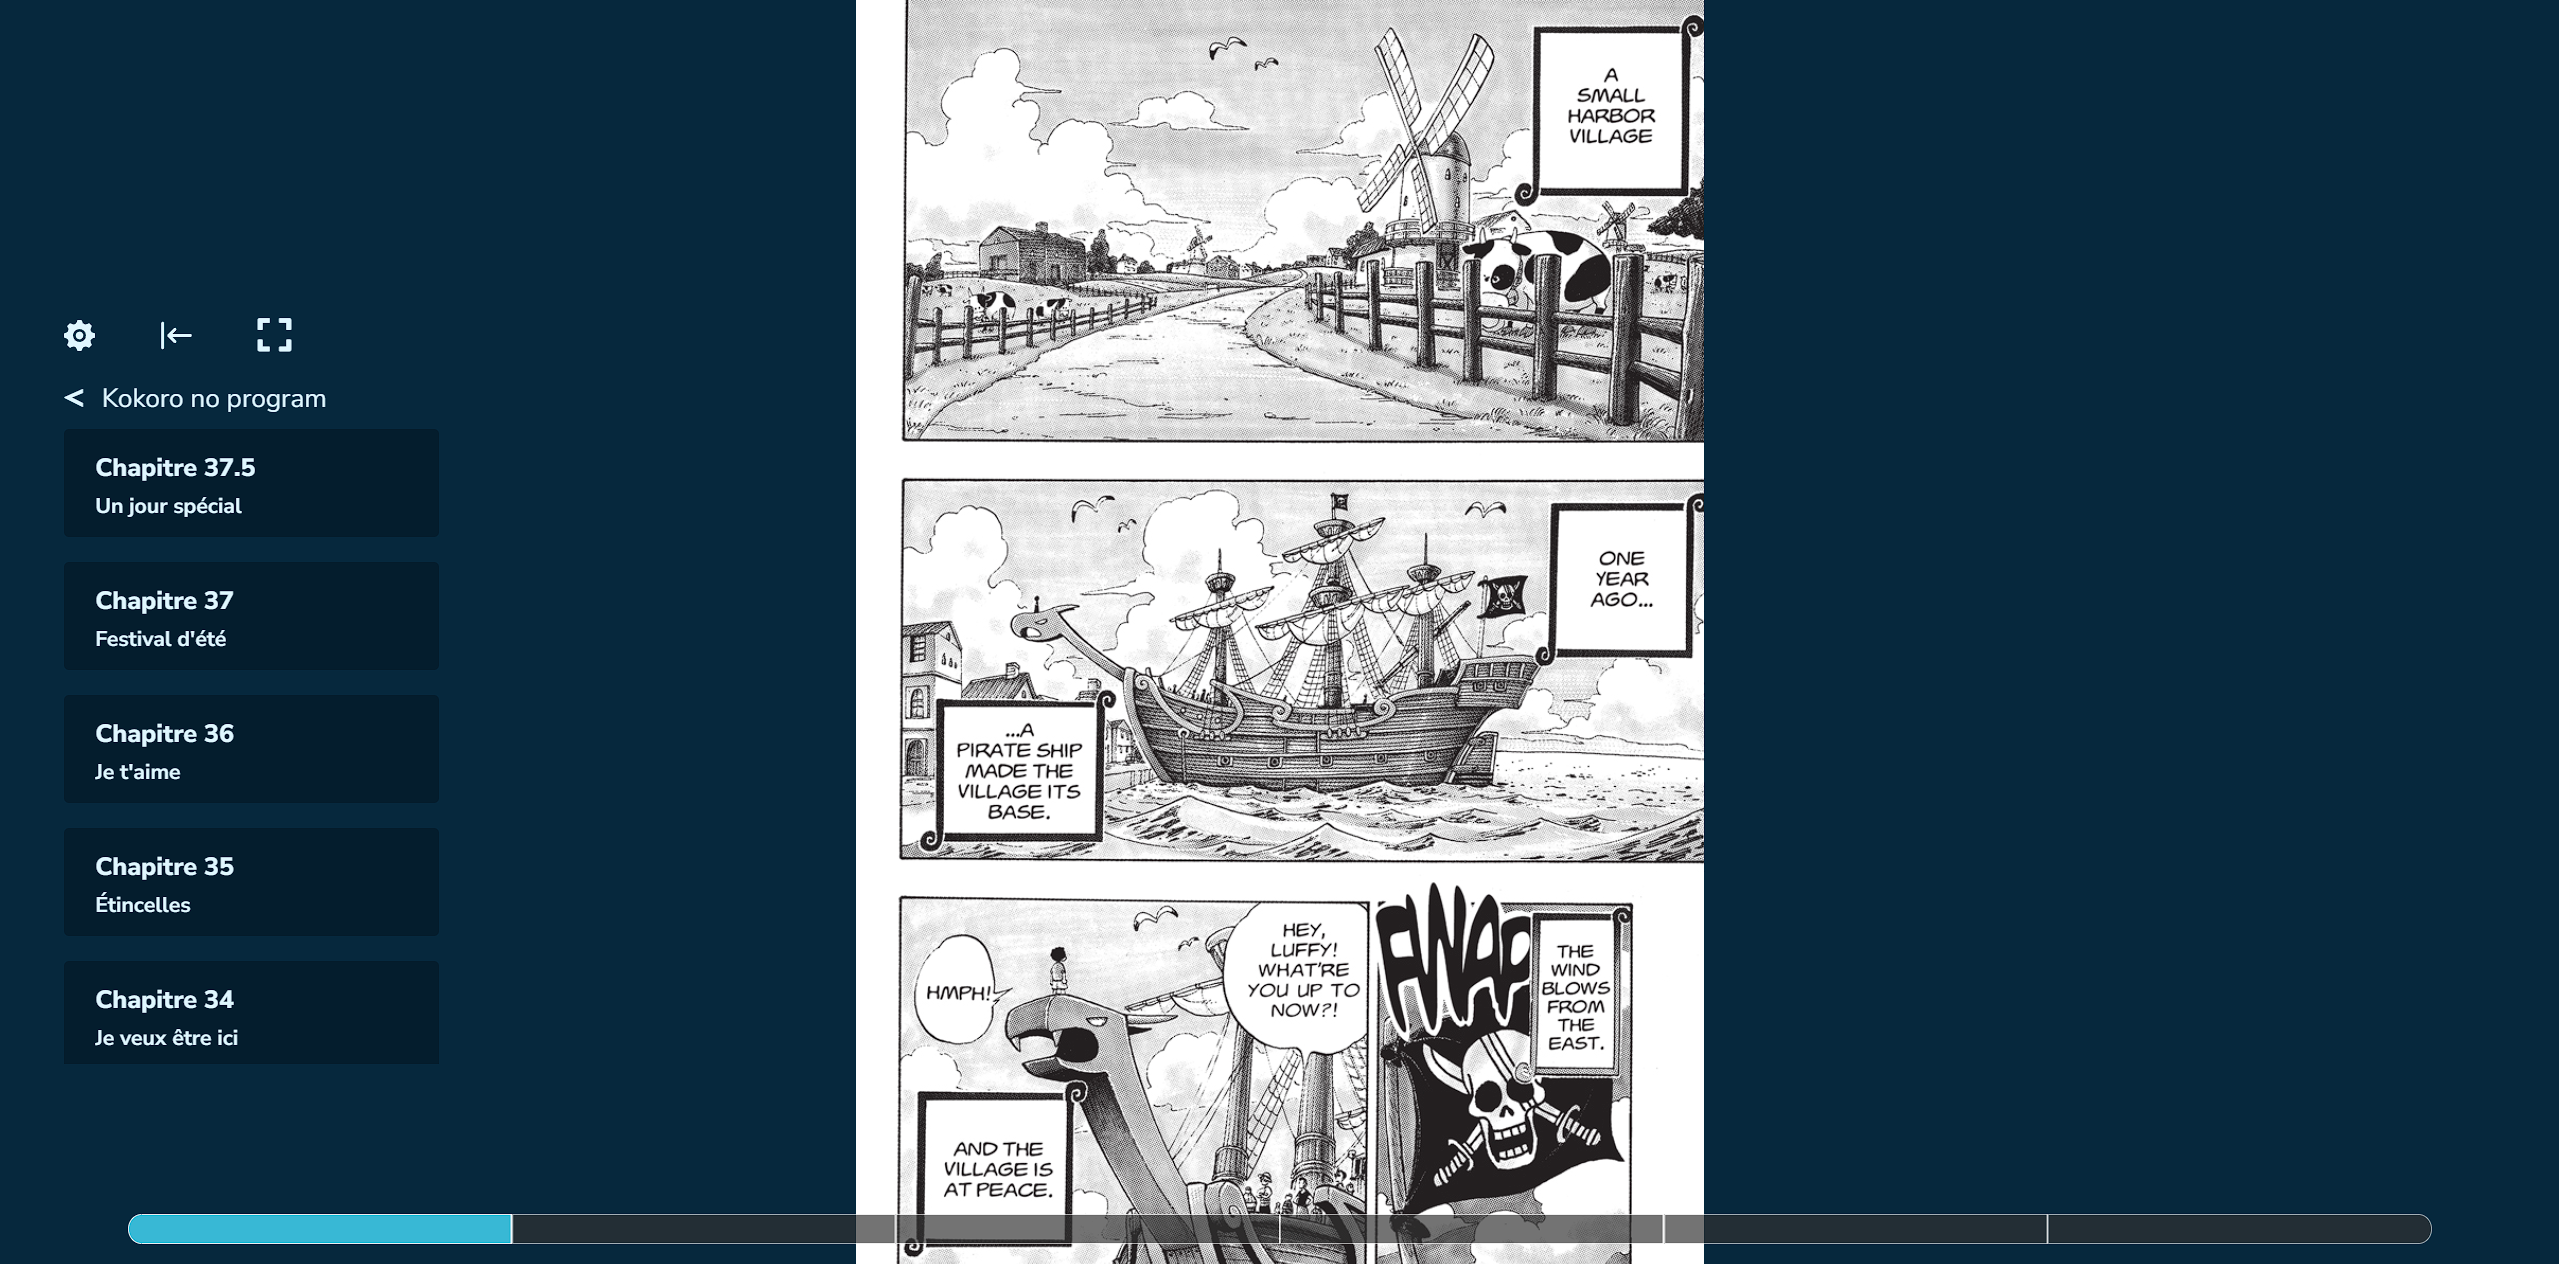 Kokoro no program
Chapitre 37.5
Un jour spécial
Chapitre 37
Festival d'été
Chapitre 36
Je t'aime
Chapitre 35
Étincelles
Chapitre 34
Je veux être ici
A
SMALL
HARBOR
VILLAGE
ONE
YEAR
AGO...
...A
PIRATE SHIP
MADE THE
VILLAGE ITS
BASE.
THE
WIND
BLOWS
FROM
THE
EAST.
FWAP
HEY,
LUFFY!
WHAT'RE
YOU UP TO
NOW?!
HMPH!
AND THE
VILLAGE IS
AT PEACE.